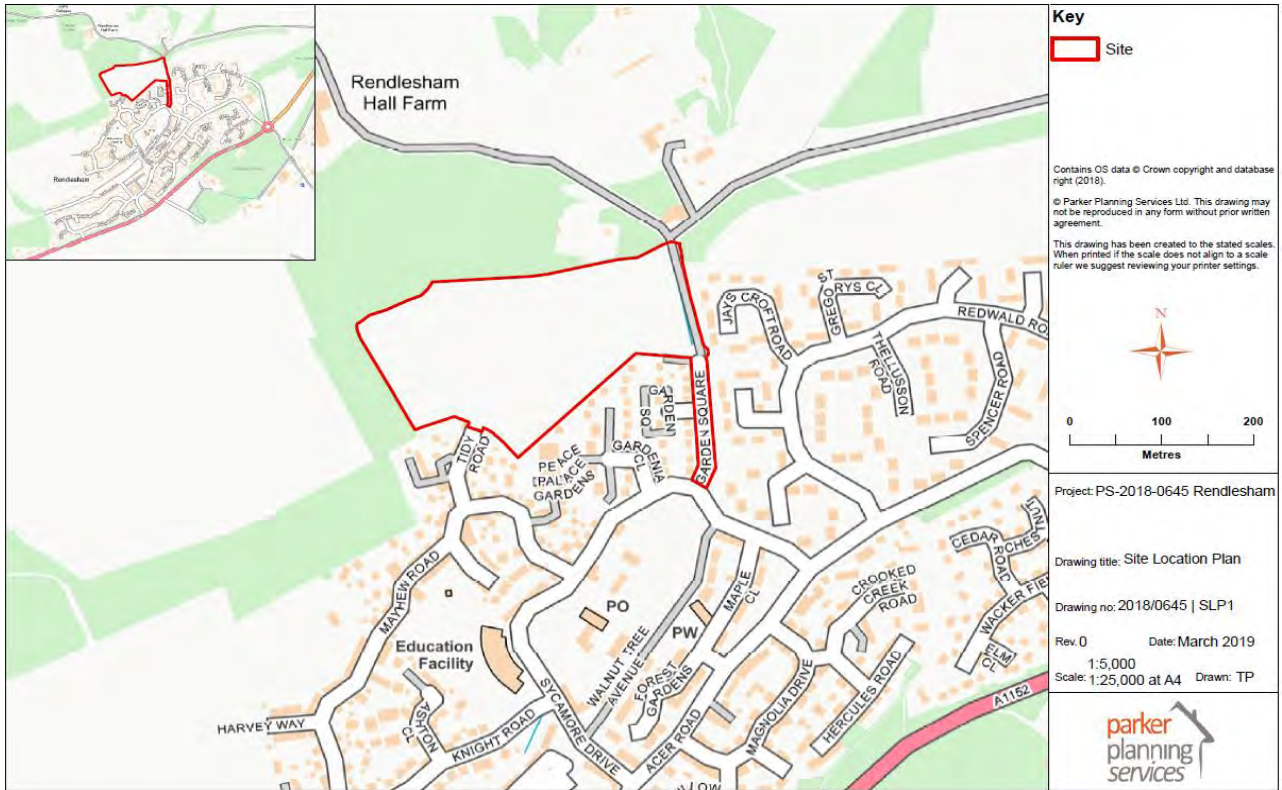 Rendlesham
Hall Farm
Rendlesham
Rendlesham
Hall Farm
JAYS CROFT ROAD
GREGORYS CL
ST
REDWALD RO
THELLUSSON
ROAD
SPENCER ROAD
GARDEN SQUARE
GARDEN
SQ
GARDENIA
CL
PEACE
PALACE
GARDENS
TIDY
ROAD
MAYHEW ROAD
CEDAR
ROAD
CHESTNUT
WACKER FIE
ELM
CL
CROOKED
CREEK
ROAD
MAPLE
CL
PO
PW
Education
Facility
WALNUT TREE
AVENUE
FOREST
GARDENS
MAGNOLIA DRIVE
HERCULES ROAD
A1152
HARVEY WAY
ASHTON
CL
KNIGHT ROAD
SYCAMORE DRIVE
ACER ROAD
LOW
Key
Site
Contains OS data © Crown copyright and database
right (2018).
© Parker Planning Services Ltd. This drawing may
not be reproduced in any form without prior written
agreement.
This drawing has been created to the stated scales.
When printed if the scale does not align to a scale
ruler we suggest reviewing your printer settings.
N
0 100 200
Metres
Project: PS-2018-0645 Rendlesham
Drawing title: Site Location Plan
Drawing no: 2018/0645 | SLP1
Rev. 0 Date: March 2019
Scale: 1:5,000
1:25,000 at A4 Drawn: TP
parker
planning
services